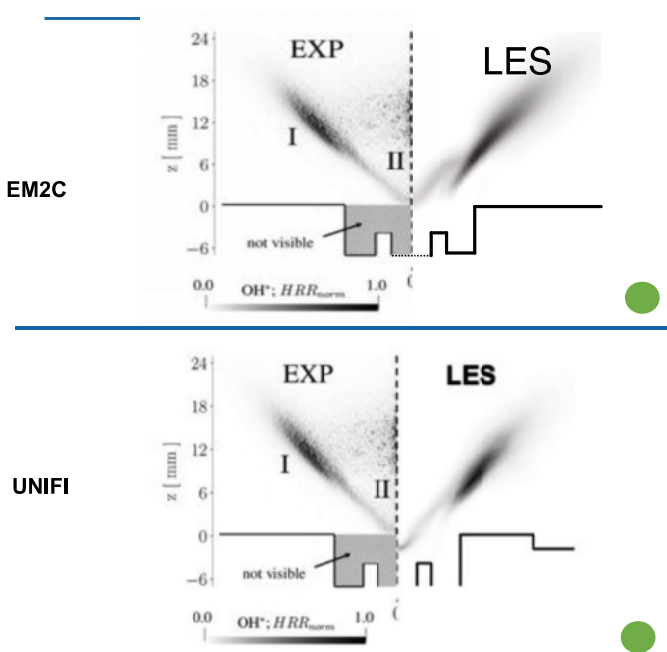 EXP LES
24
18
12
6
0
−6
z [ mm ]
I
II
EM2C
not visible
0.0 1.0
OH*; HRRnorm
EXP LES
24
18
12
6
0
−6
z [ mm ]
I
II
UNIFI
not visible
0.0 1.0
OH*; HRRnorm